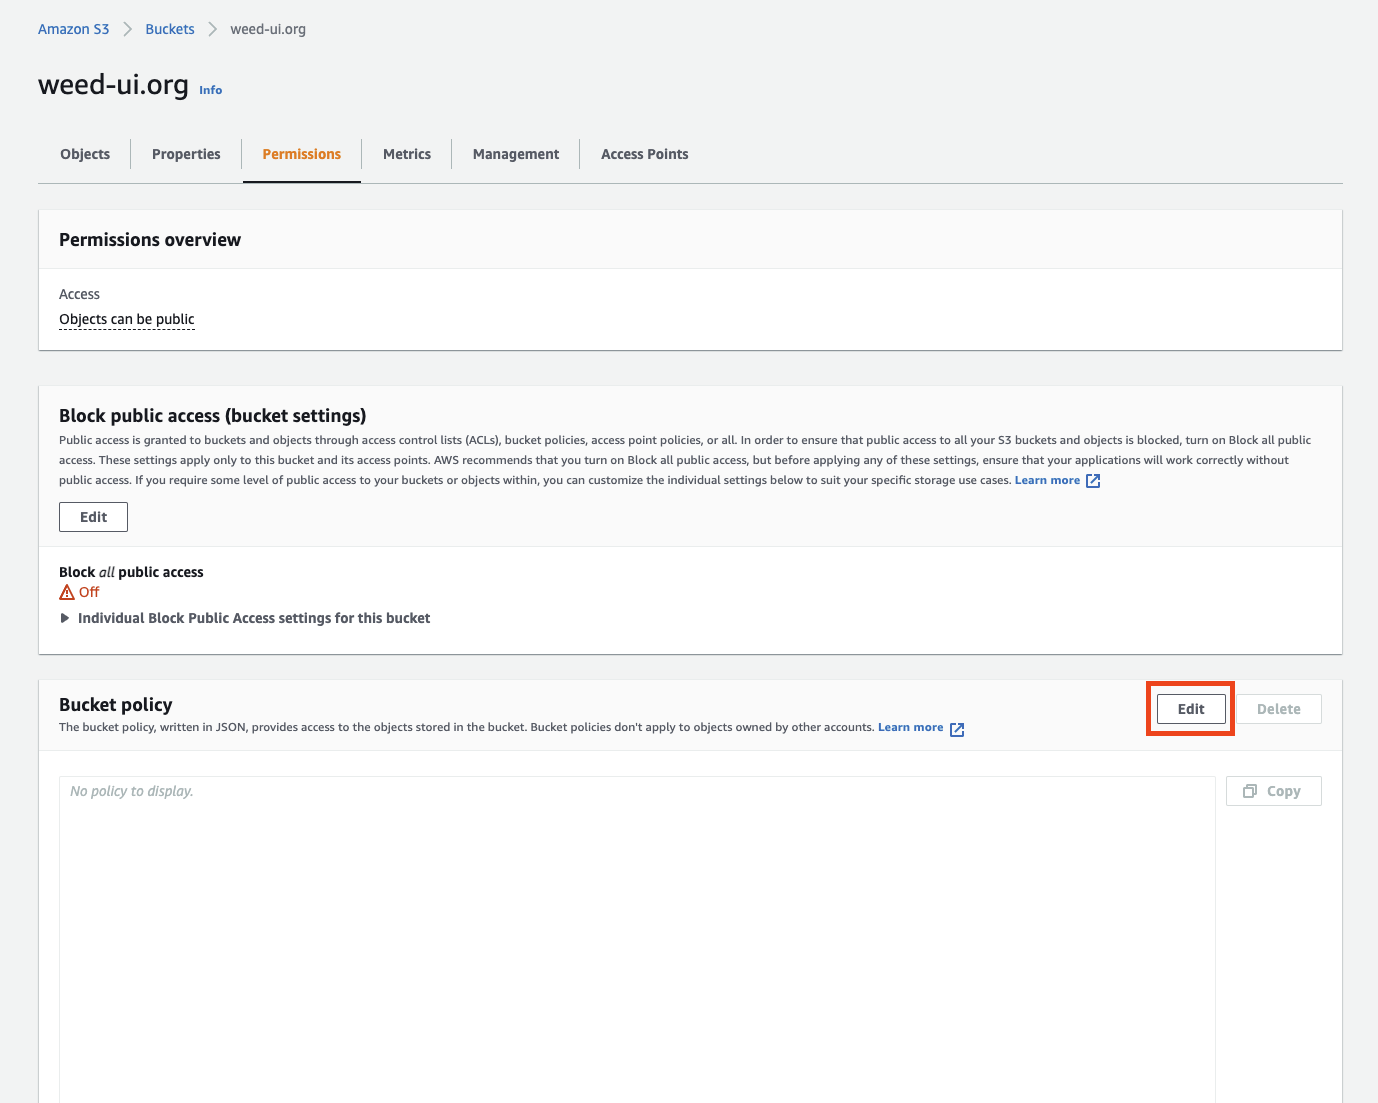 Amazon S3 Buckets weed-ui.org
weed-ui.org Info
Objects Properties Permissions Metrics Management Access Points
Permissions overview
Access
Objects can be public
Block public access (bucket settings)
Public access is granted to buckets and objects through access control lists (ACLs), bucket policies, access point policies, or all. In order to ensure that public access to all your S3 buckets and objects is blocked, turn on Block all public
access. These settings apply only to this bucket and its access points. AWS recommends that you turn on Block all public access, but before applying any of these settings, ensure that your applications will work correctly without
public access. If you require some level of public access to your buckets or objects within, you can customize the individual settings below to suit your specific storage use cases. Learn more
Edit
Block all public access
Off
Individual Block Public Access settings for this bucket
Bucket policy
The bucket policy, written in JSON, provides access to the objects stored in the bucket. Bucket policies don't apply to objects owned by other accounts. Learn more
Edit Delete
No policy to display.
Copy